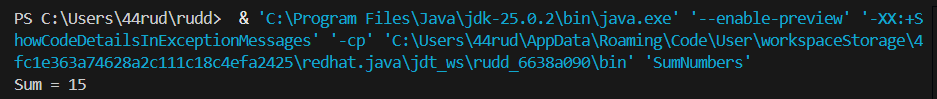 PS C:\Users\44rud\rudd>  & 'C:\Program Files\Java\jdk-25.0.2\bin\java.exe' '--enable-preview' '-XX:+S
howCodeDetailsInExceptionMessages' '-cp' 'C:\Users\44rud\AppData\Roaming\Code\User\workspaceStorage\4
fc1e363a74628a2c111c18c4efa2425\redhat.java\jdt_ws\rudd_6638a090\bin' 'SumNumbers'
Sum = 15